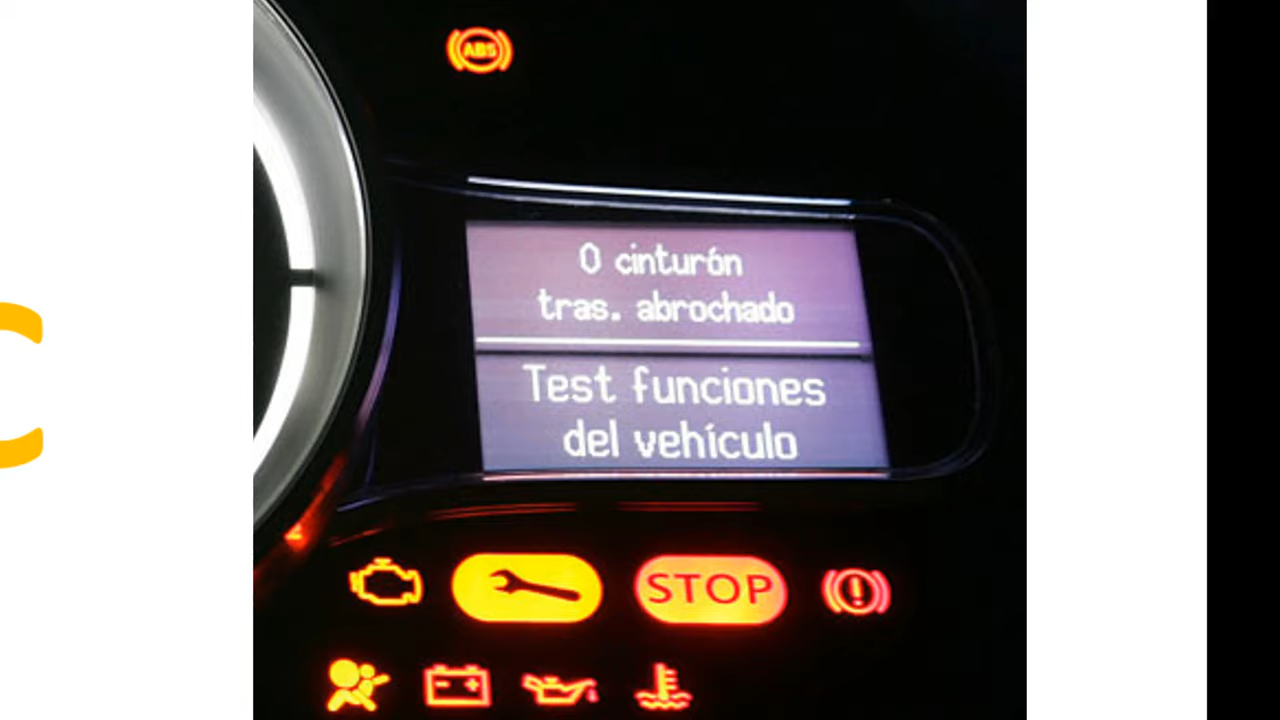 ABS
0 cinturón
tras. abrochado
Test funciones
del vehículo
STOP